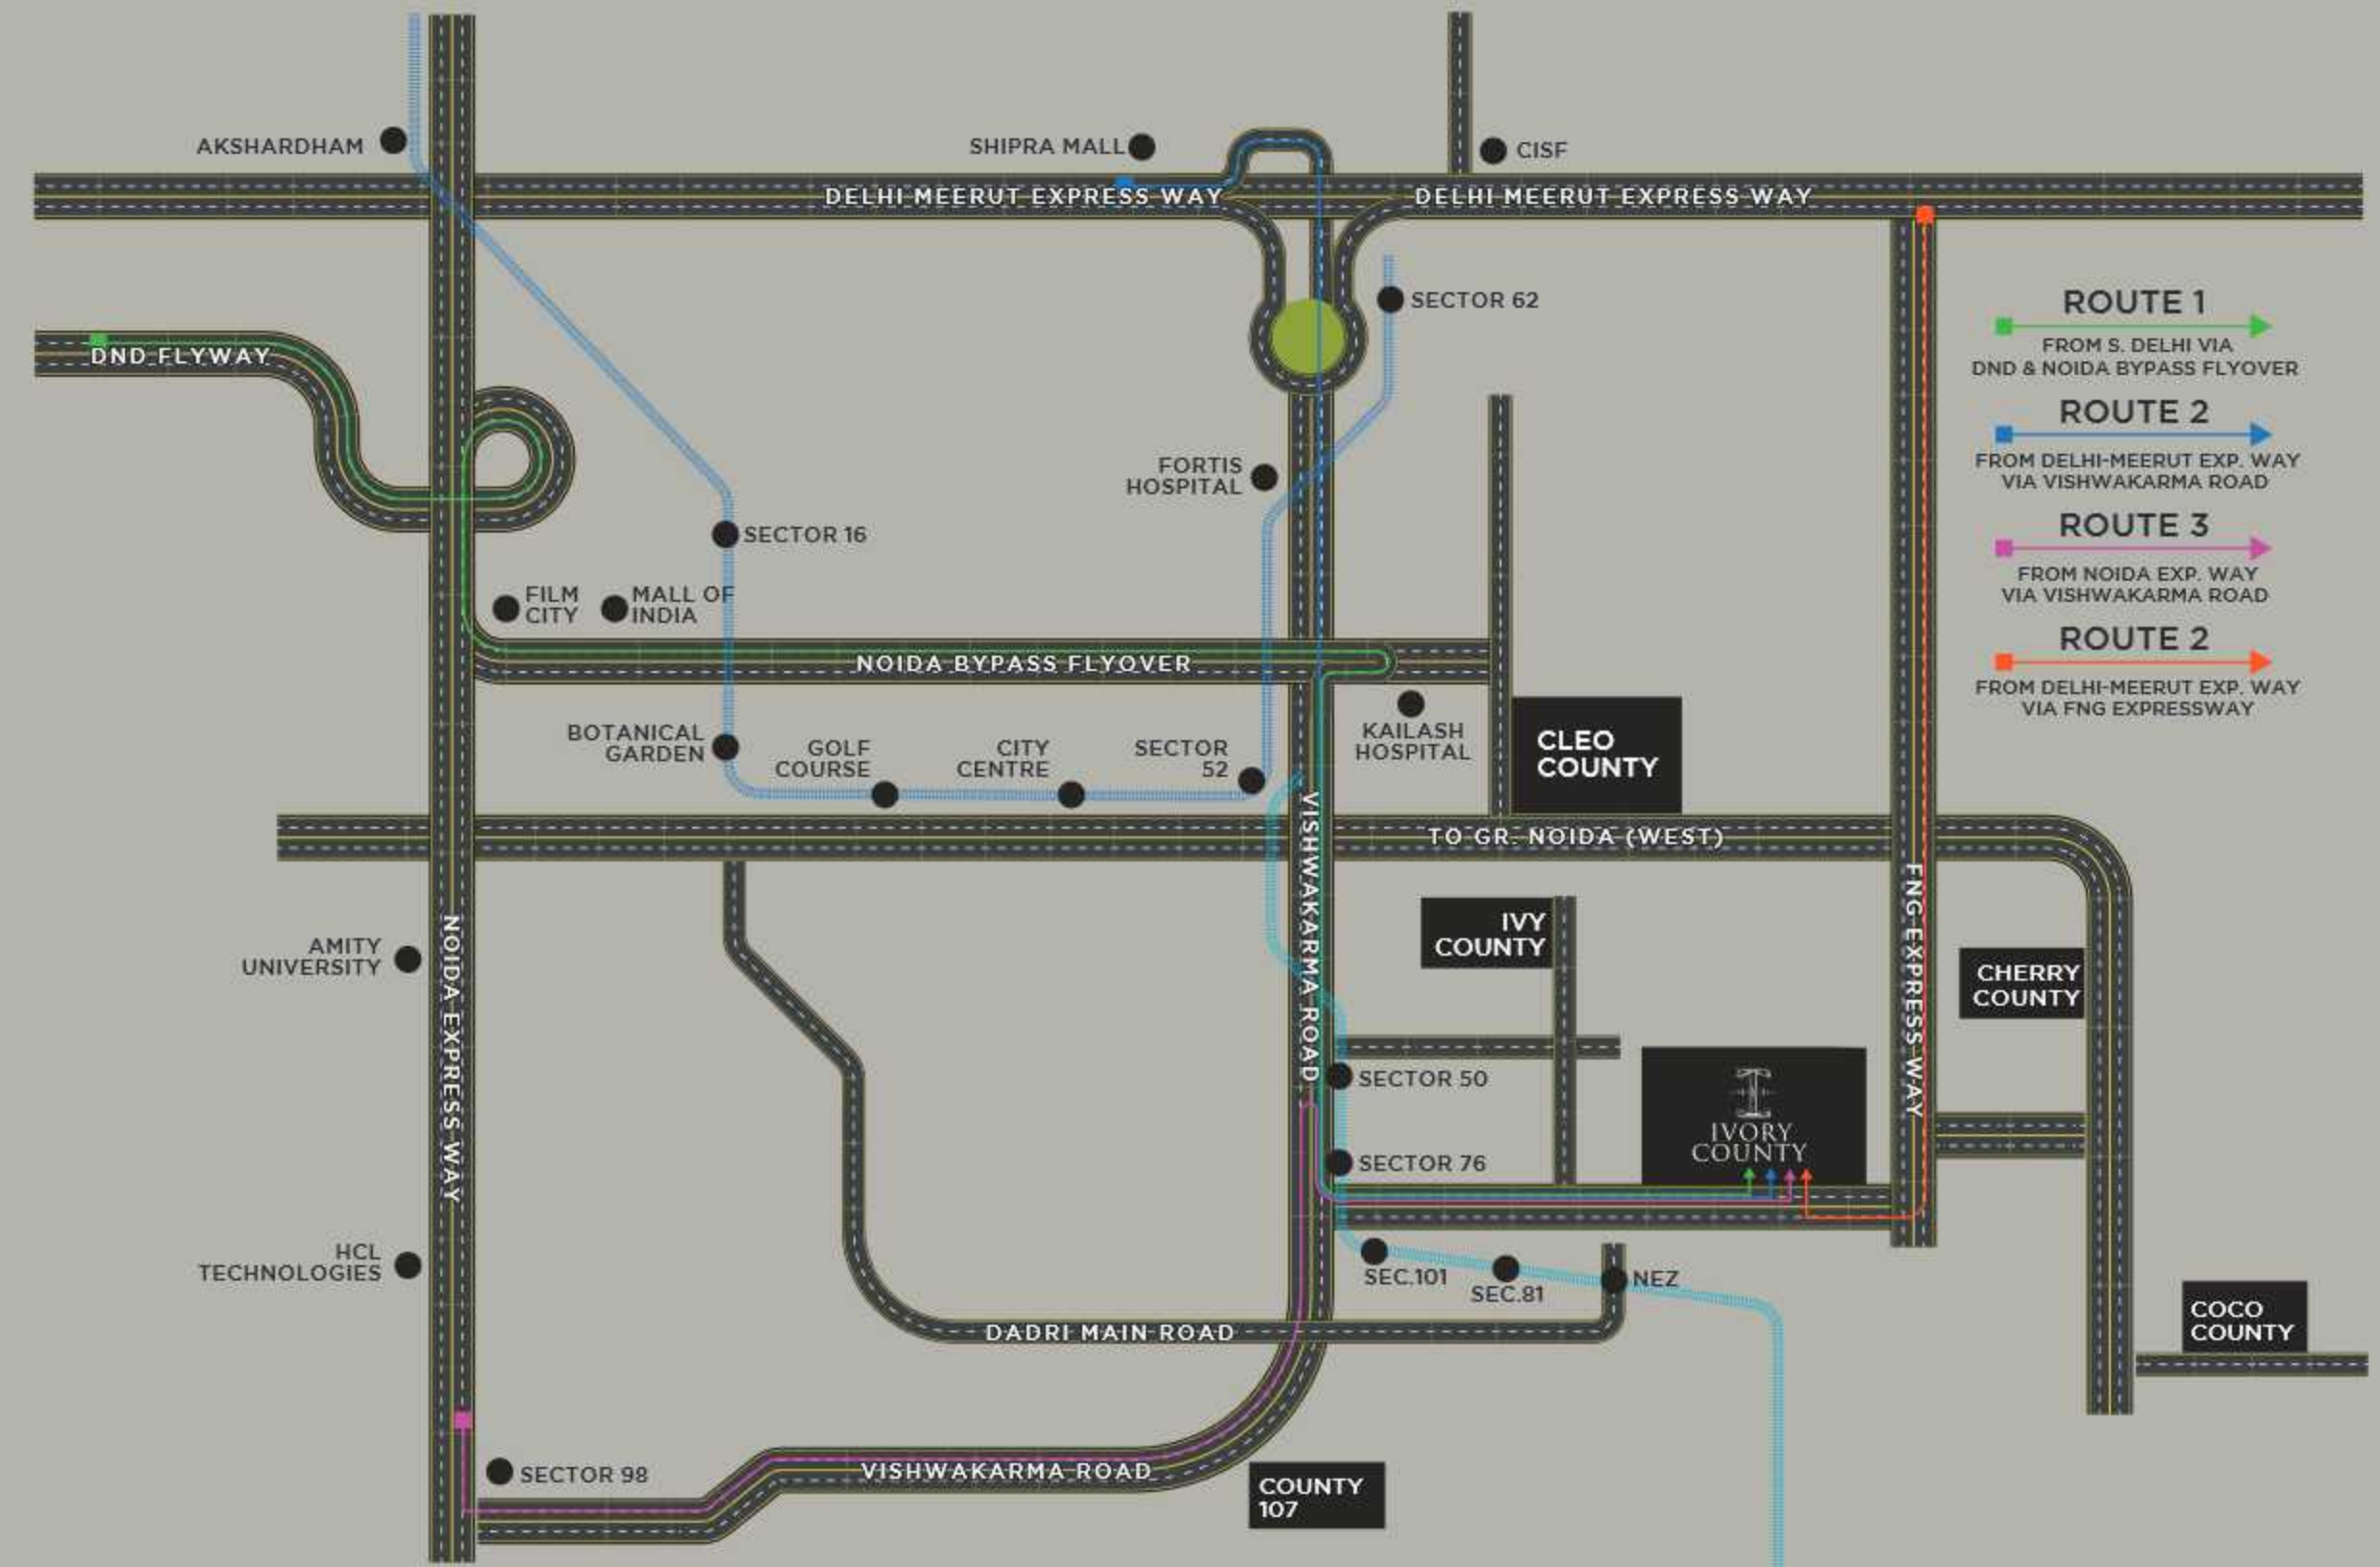 AKSHARDHAM
SHIPRA MALL
CISF
DELHI MEERUT EXPRESS WAY
DELHI MEERUT EXPRESS WAY
SECTOR 62
DND FLYWAY
ROUTE 1
FROM S. DELHI VIA
DND & NOIDA BYPASS FLYOVER
ROUTE 2
FROM DELHI-MEERUT EXP. WAY
VIA VISHWAKARMA ROAD
ROUTE 3
FROM NOIDA EXP. WAY
VIA VISHWAKARMA ROAD
ROUTE 2
FROM DELHI-MEERUT EXP. WAY
VIA FNG EXPRESSWAY
FORTIS
HOSPITAL
SECTOR 16
FILM
CITY
MALL OF
INDIA
NOIDA BYPASS FLYOVER
BOTANICAL
GARDEN
GOLF
COURSE
CITY
CENTRE
SECTOR
52
KAILASH
HOSPITAL
CLEO
COUNTY
TO GR. NOIDA (WEST)
VISHWAKARMA ROAD
FNG EXPRESS WAY
NOIDA EXPRESS WAY
IVY
COUNTY
AMITY
UNIVERSITY
CHERRY
COUNTY
SECTOR 50
SECTOR 76
IVORY
COUNTY
HCL
TECHNOLOGIES
SEC.101
SEC.81
NEZ
DADRI MAIN ROAD
COCO
COUNTY
SECTOR 98
VISHWAKARMA ROAD
COUNTY
107